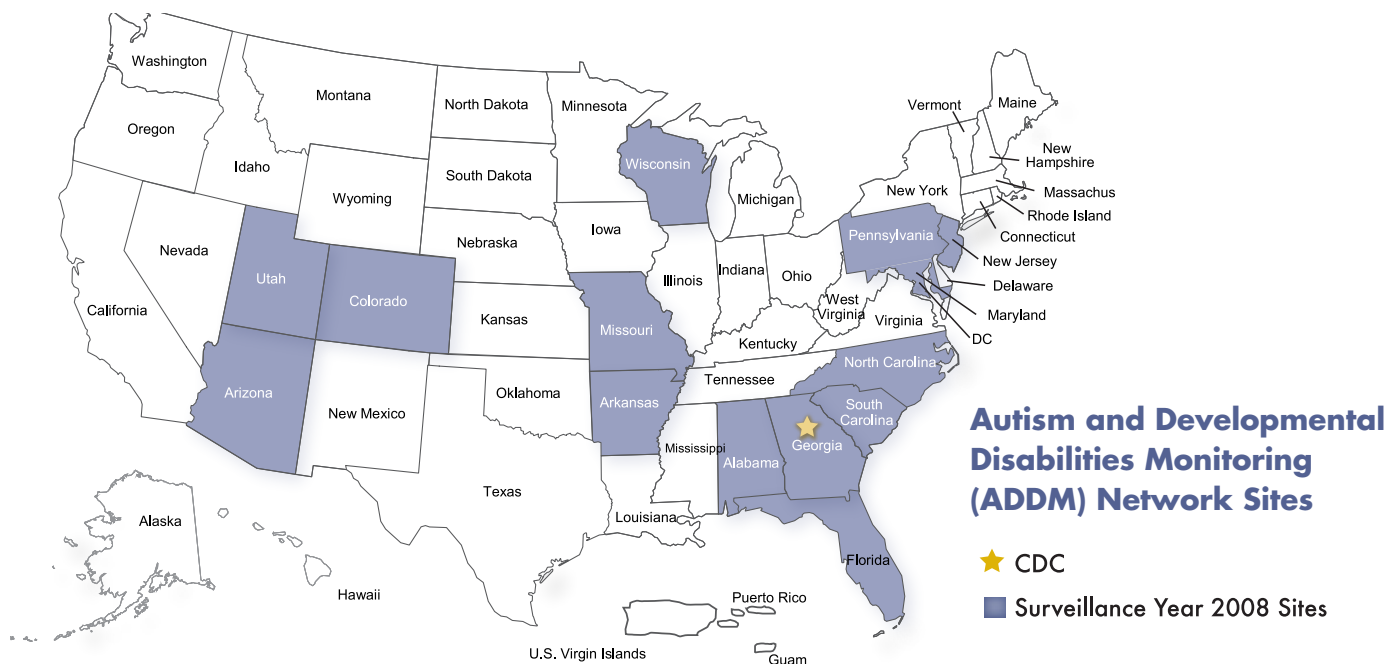 Washington
Montana
North Dakota
Minnesota
Vermont
Maine
Oregon
Idaho
Wisconsin
New
Hampshire
South Dakota
Wyoming
Michigan
New York
Massachus
Rhode Island
Connecticut
Nevada
Nebraska
Iowa
Pennsylvania
New Jersey
Utah
Colorado
Illinois
Indiana
Ohio
Delaware
California
Kansas
Missouri
West
Virginia
Virginia
Maryland
DC
Kentucky
North Carolina
Arizona
New Mexico
Oklahoma
Arkansas
Tennessee
South
Carolina
Mississippi
Alabama
Georgia
Texas
Louisiana
Florida
Alaska
Hawaii
Puerto Rico
U.S. Virgin Islands
Guam
Autism and Developmental
Disabilities Monitoring
(ADDM) Network Sites
CDC
Surveillance Year 2008 Sites